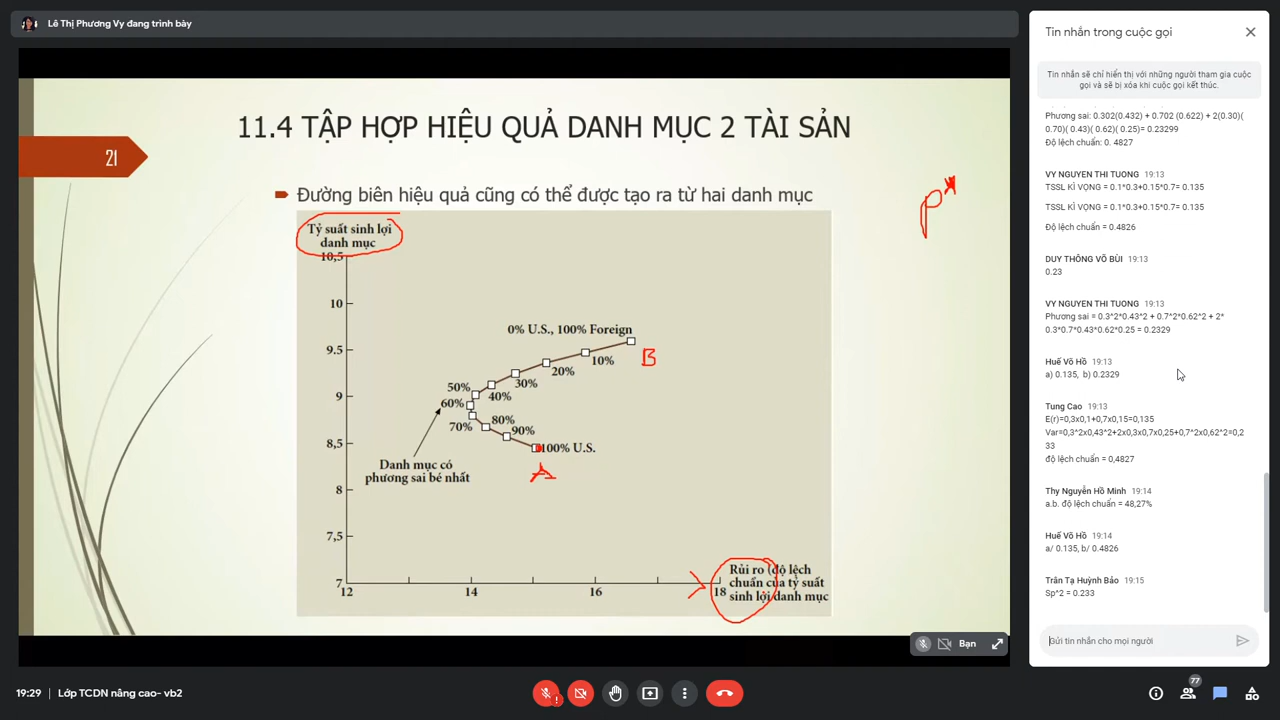 Lê Thị Phương Vy đang trình bày
21
11.4 TẬP HỢP HIỆU QUẢ DANH MỤC 2 TÀI SẢN
Đường biên hiệu quả cũng có thể được tạo ra từ hai danh mục
P*
Tỷ suất sinh lợi
danh mục
10,5
10
9.5
9
8,5
8
7,5
7
12
14
16
18
0% U.S., 100% Foreign
B
10%
20%
30%
40%
50%
60%
70%
80%
90%
100% U.S.
A
Danh mục có
phương sai bé nhất
Rủi ro (độ lệch
chuẩn của tỷ suất
sinh lợi danh mục
Bạn
19:29
Lớp TCDN nâng cao- vb2
77
Tin nhắn trong cuộc gọi
Tin nhắn sẽ chỉ hiển thị với những người tham gia cuộc
gọi và sẽ bị xóa khi cuộc gọi kết thúc.
Phương sai: 0.302(0.432) + 0.702 (0.622) + 2(0.30)(
0.70)( 0.43)( 0.62)( 0.25)= 0.23299
Độ lệch chuẩn: 0. 4827
VY NGUYEN THI TUONG 19:13
TSSL KÌ VỌNG = 0.1*0.3+0.15*0.7= 0.135
TSSL KÌ VỌNG = 0.1*0.3+0.15*0.7= 0.135
Độ lệch chuẩn = 0.4826
DUY THÔNG VÕ BÙI 19:13
0.23
VY NGUYEN THI TUONG 19:13
Phương sai = 0.3^2*0.43^2 + 0.7^2*0.62^2 + 2*
0.3*0.7*0.43*0.62*0.25 = 0.2329
Huế Võ Hồ 19:13
a) 0.135, b) 0.2329
Tung Cao 19:13
E(r)=0,3x0,1+0,7x0,15=0,135
Var=0,3^2x0,43^2+2x0,3x0,7x0,25+0,7^2x0,62^2=0,2
33
độ lệch chuẩn = 0,4827
Thy Nguyễn Hồ Minh 19:14
a.b. độ lệch chuẩn = 48,27%
Huế Võ Hồ 19:14
a/ 0.135, b/ 0.4826
Trân Tạ Huỳnh Bảo 19:15
Sp^2 = 0.233
Gửi tin nhắn cho mọi người